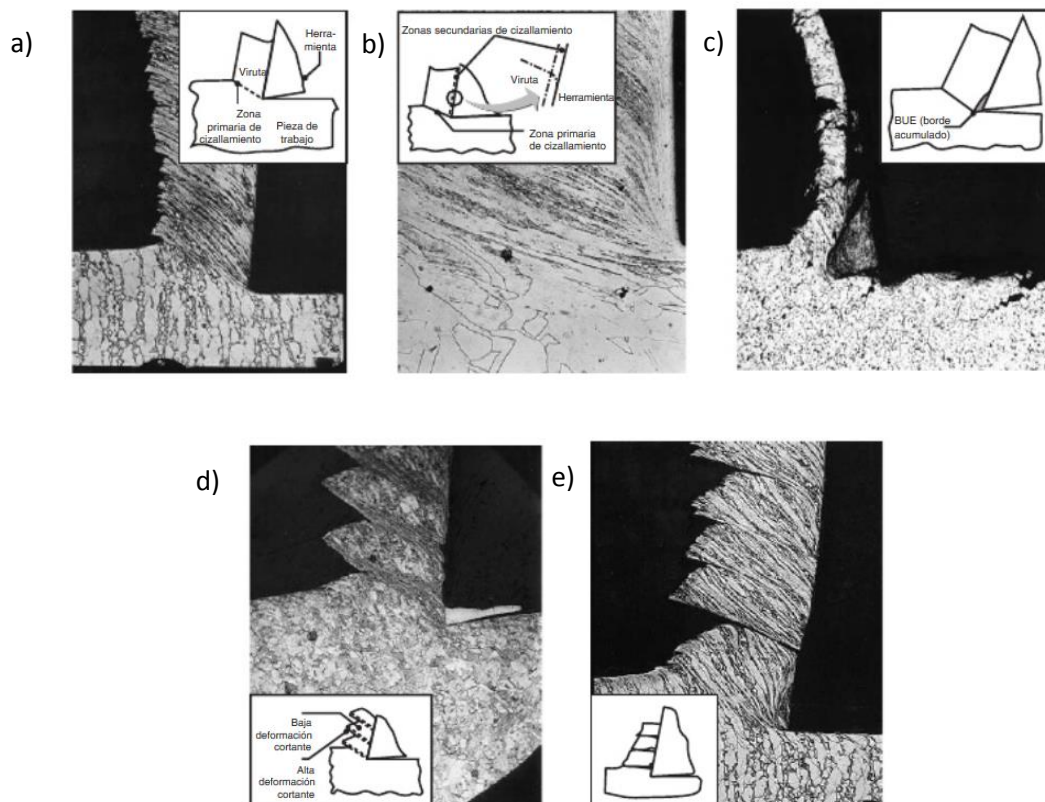 a)
Herra-
mienta
Viruta
Zona
primaria de
cizallamiento
Pieza de
trabajo
b)
Zonas secundarias de cizallamiento
Viruta
Herramienta
Zona primaria
de cizallamiento
c)
BUE (borde
acumulado)
d)
Baja
deformación
cortante
Alta
deformación
cortante
e)